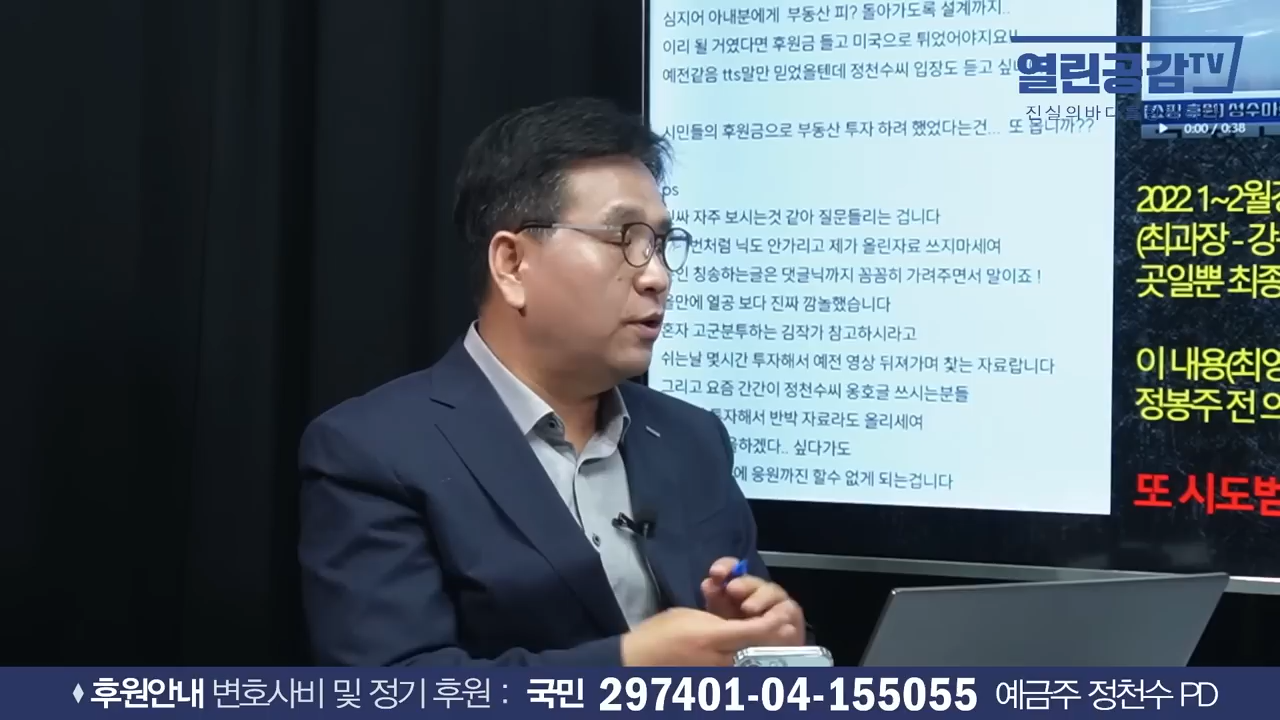 심지어 아내분에게 부동산 피? 돌아가도록 설계까지..
이리 될 거였다면 후원금 들고 미국으로 튀었어야지요!!
예전같음 tts말만 믿었을텐데 정천수씨 입장도 듣고
시민들의 후원금으로 부동산 투자 하려 했었다는건... 또 봅니까??
ps
자주 보시는것 같아 질문들리는 겁니다
번처럼 닉도 안가리고 제가 올린자료 쓰지마세여
칭송하는글은 댓글닉까지 꼼꼼히 가려주면서 말이죠 !
열공 보다 진짜 깜놀했습니다
혼자 고군분투하는 김작가 참고하시라고
쉬는날 몇시간 투자해서 예전 영상 뒤져가며 찾는 자료랍니다
그리고 요즘 간간이 정천수씨 옹호글 쓰시는분들
투자해서 반박 자료라도 올리세여
싶다가도
응원까진 할수 없게 되는겁니다
열린공감TV
진실의바다
0:00 / 0:38
2022. 1~2월
(최과장 - 강
곳일뿐 최종
이 내용(최영
정봉주 전 의
또 시도
후원안내 변호사비 및 정기 후원 : 국민 297401-04-155055 예금주 정천수 PD